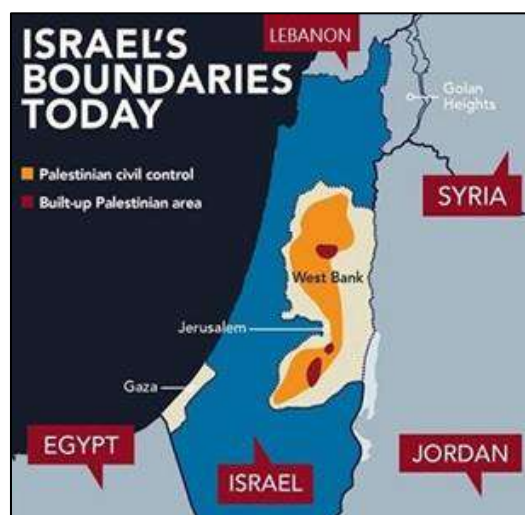 ISRAEL'S
BOUNDARIES
TODAY
Palestinian civil control
Built-up Palestinian area
LEBANON
Golan
Heights
SYRIA
West Bank
Jerusalem
Gaza
EGYPT
ISRAEL
JORDAN